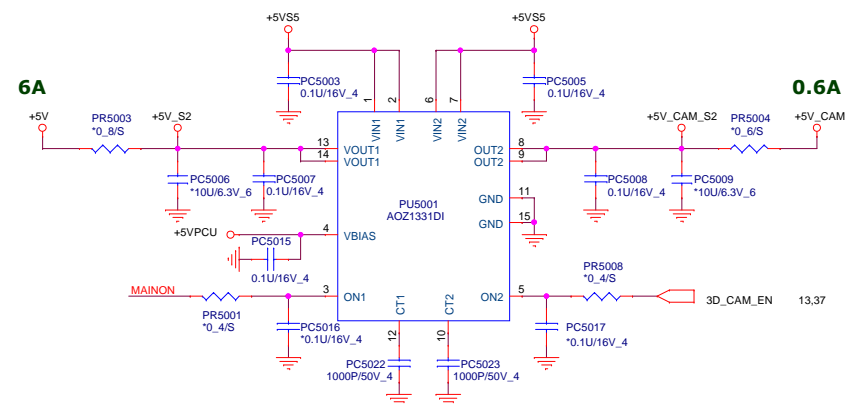 +5VS5
+5VS5
6A
0.6A
PC5003
0.1U/16V_4
PC5005
0.1U/16V_4
1
2
6
7
+5V
PR5003
*0_8/S
+5V_S2
VIN1
VIN1
VIN2
VIN2
+5V_CAM_S2
PR5004
*0_6/S
+5V_CAM
13
14
VOUT1
VOUT1
OUT2
OUT2
8
9
PC5006
*10U/6.3V_6
PC5007
0.1U/16V_4
PC5008
0.1U/16V_4
PC5009
*10U/6.3V_6
PU5001
AOZ1331DI
GND
11
GND
15
+5VPCU
PC5015
0.1U/16V_4
4
VBIAS
MAINON
PR5001
*0_4/S
3
ON1
CT1
CT2
ON2
5
PR5008
*0_4/S
3D_CAM_EN 13,37
PC5016
*0.1U/16V_4
12
10
PC5017
*0.1U/16V_4
PC5022
1000P/50V_4
PC5023
1000P/50V_4